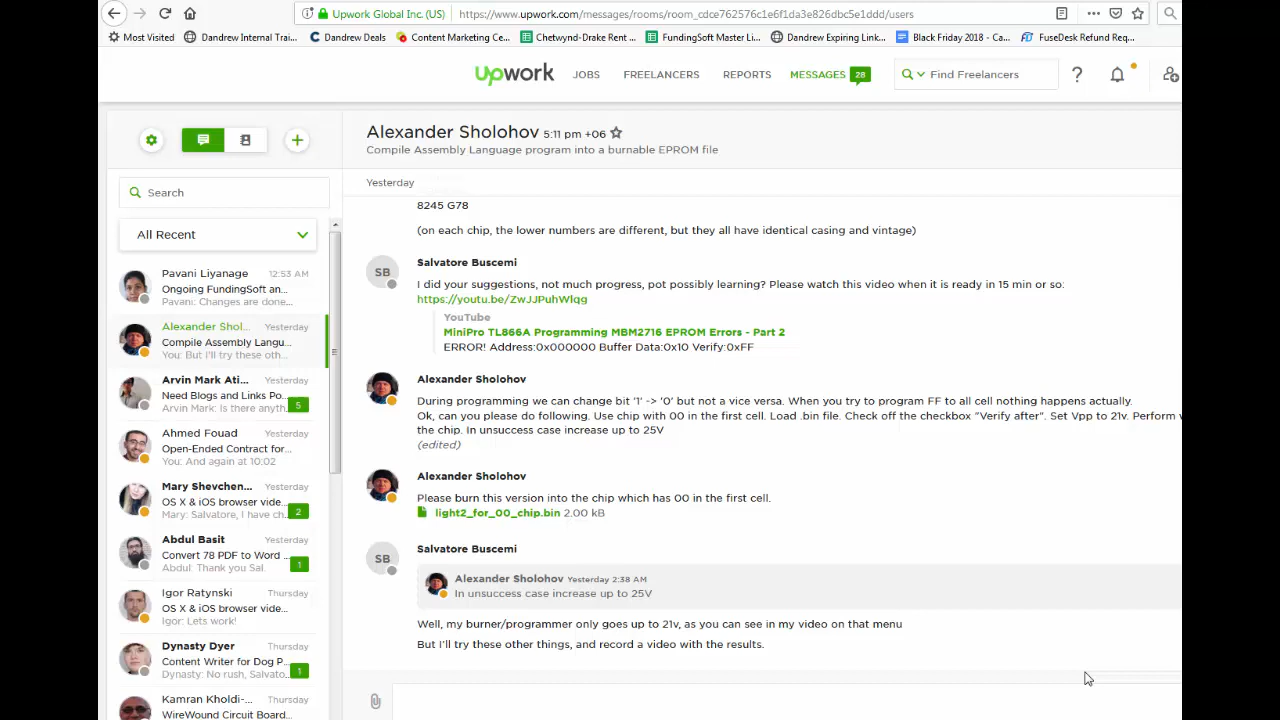 Upwork Global Inc. (US)
https://www.upwork.com/messages/rooms/room_cdce762576c1e6f1da3e826dbc5e1ddd/users
Most Visited
Dandrew Internal Trai...
Dandrew Deals
Content Marketing Ce...
Chetwynd-Drake Rent ...
FundingSoft Master Li...
Dandrew Expiring Link...
Black Friday 2018 - Ca...
FuseDesk Refund Req...
upwork
JOBS
FREELANCERS
REPORTS
MESSAGES
28
Find Freelancers
?
Search
All Recent
Pavani Liyanage 12:53 AM
Ongoing FundingSoft an...
Pavani: Changes are done...
Alexander Shol... Yesterday
Compile Assembly Langu...
You: But I'll try these oth...
Arvin Mark Ati... Yesterday
Need Blogs and Links Po...
Arvin Mark: Is there anyth...
5
Ahmed Fouad Yesterday
Open-Ended Contract for...
You: And again at 10:02
Mary Shevchen... Yesterday
OS X & iOS browser vide...
Mary: Salvatore, I have ch...
2
Abdul Basit Yesterday
Convert 78 PDF to Word ...
Abdul: Thank you Sal.
1
Igor Ratynski Thursday
OS X & iOS browser vide...
Igor: Lets work!
Dynasty Dyer Thursday
Content Writer for Dog P...
Dynasty: No rush, Salvato...
1
Kamran Kholdi-... Thursday
WireWound Circuit Board...
Alexander Sholohov 5:11 pm +06
Compile Assembly Language program into a burnable EPROM file
Yesterday
8245 G78
(on each chip, the lower numbers are different, but they all have identical casing and vintage)
SB
Salvatore Buscemi
I did your suggestions, not much progress, pot possibly learning? Please watch this video when it is ready in 15 min or so:
https://youtu.be/ZwJJPuhWlqg
YouTube
MiniPro TL866A Programming MBM2716 EPROM Errors - Part 2
ERROR! Address:0x000000 Buffer Data:0x10 Verify:0xFF
Alexander Sholohov
During programming we can change bit '1' -> '0' but not a vice versa. When you try to program FF to all cell nothing happens actually.
Ok, can you please do following. Use chip with 00 in the first cell. Load .bin file. Check off the checkbox "Verify after". Set Vpp to 21v. Perform w
the chip. In unsuccess case increase up to 25V
(edited)
Alexander Sholohov
Please burn this version into the chip which has 00 in the first cell.
light2_for_00_chip.bin 2.00 kB
SB
Salvatore Buscemi
Alexander Sholohov Yesterday 2:38 AM
In unsuccess case increase up to 25V
Well, my burner/programmer only goes up to 21v, as you can see in my video on that menu
But I'll try these other things, and record a video with the results.